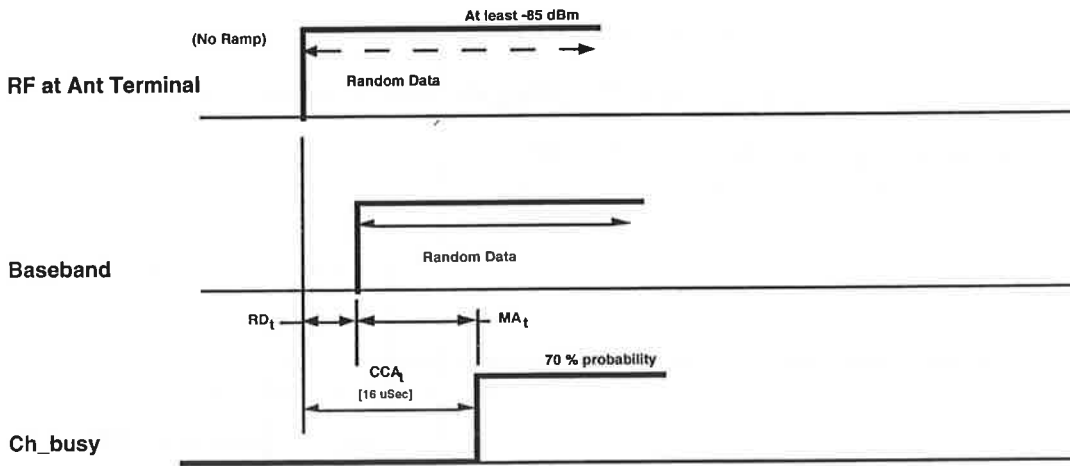 At least -85 dBm
(No Ramp)
RF at Ant Terminal
Random Data
Baseband
Random Data
RDt
MAt
CCAt
[16 uSec]
70 % probability
Ch_busy